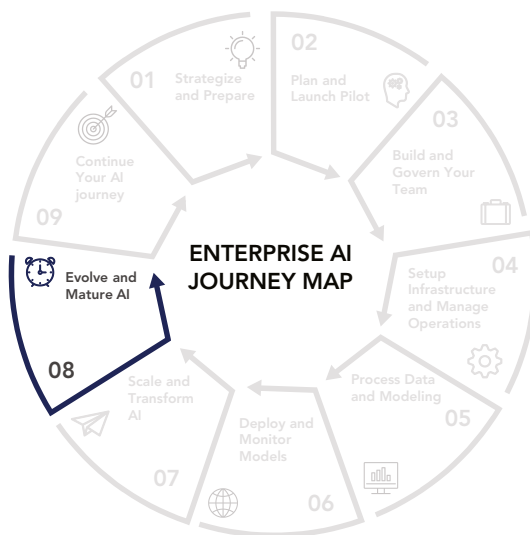 ENTERPRISE AI
JOURNEY MAP
01
Strategize
and Prepare
02
Plan and
Launch Pilot
03
Build and
Govern Your
Team
04
Setup
Infrastructure
and Manage
Operations
05
Process Data
and Modeling
06
Deploy and
Monitor
Models
07
Scale and
Transform
AI
08
Evolve and
Mature AI
09
Continue
Your AI
journey